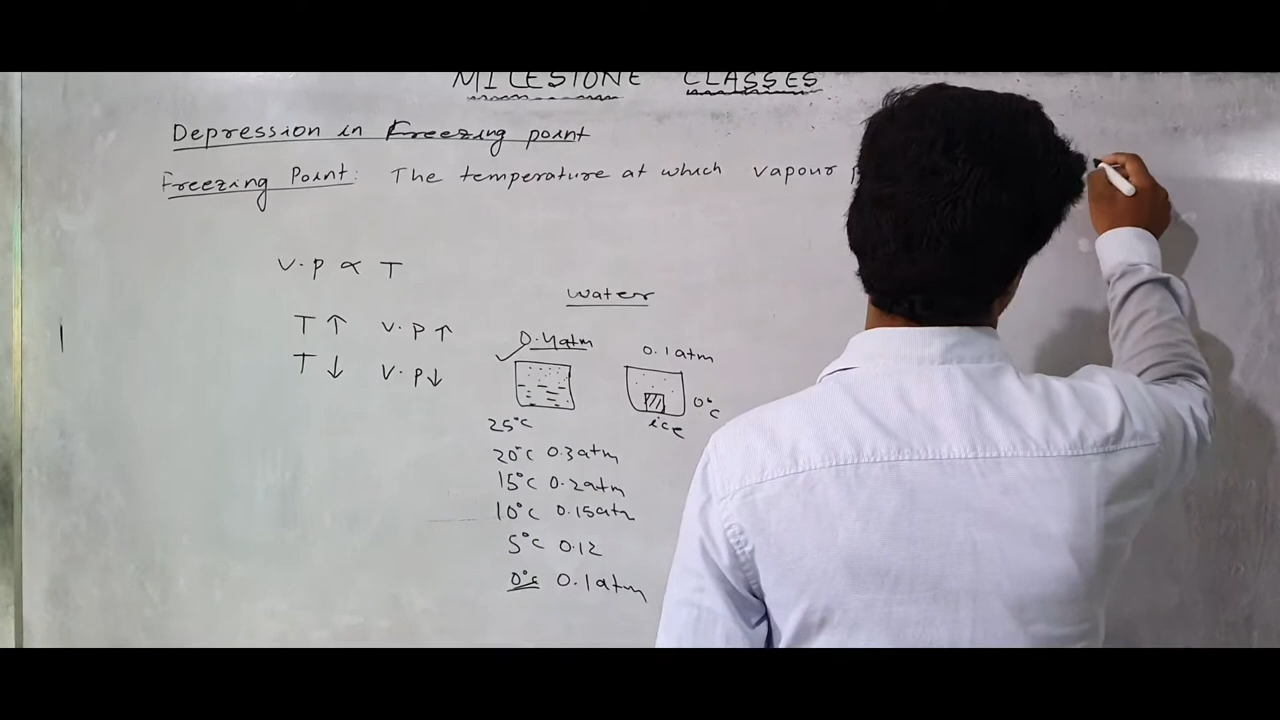 MILESTONE CLASSES
Depression in Freezing point
Freezing Point: The temperature at which vapour
V.P ∝ T
T ↑ V.P ↑
T ↓ V.P ↓
Water
0.4atm
25°C
0.1atm
0°C
ice
20°C 0.3atm
15°C 0.2atm
10°C 0.15atm
5°C 0.12
0°C 0.1atm